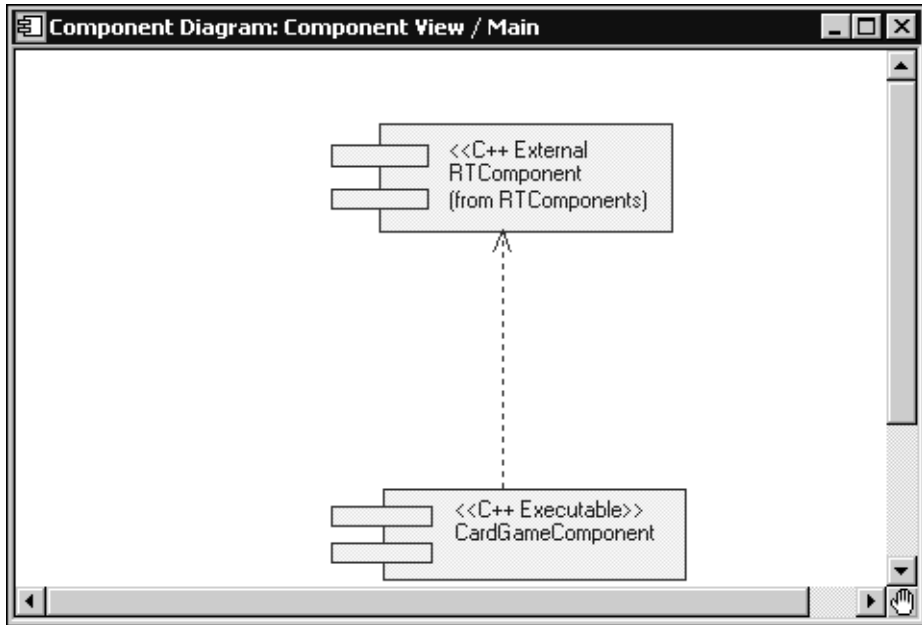 Component Diagram: Component View / Main
<<C++ External
RTComponent
(from RTComponents)
<<C++ Executable>>
CardGameComponent